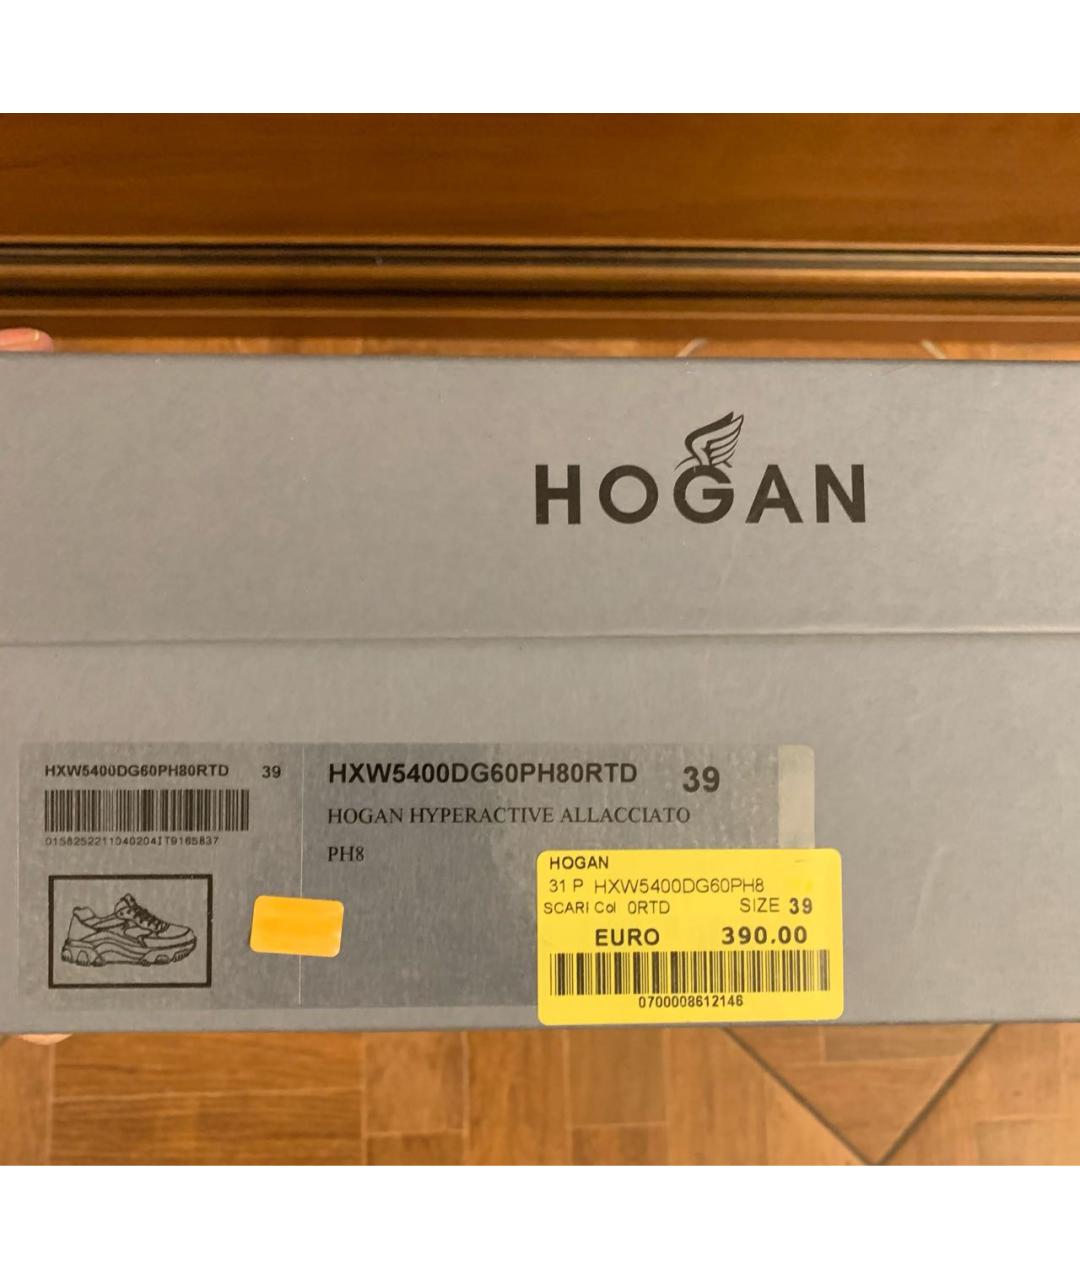 HOGAN
HXW5400DG60PH80RTD 39
0158252211040204IT9165837
HXW5400DG60PH80RTD 39
HOGAN HYPERACTIVE ALLACCIATO
PH8
HOGAN
31 P HXW5400DG60PH8
SCARI Col 0RTD SIZE 39
EURO 390.00
0700008612146